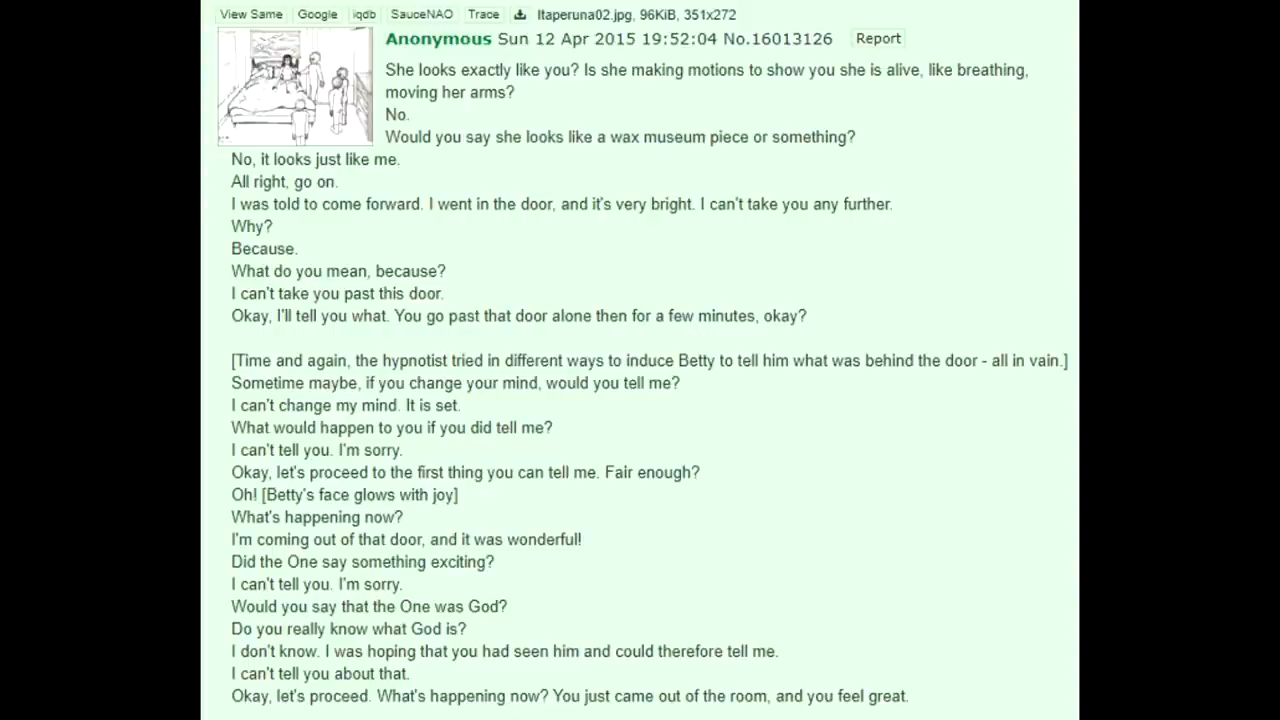 View Same Google iqdb SauceNAO Trace Itaperuna02.jpg, 96KiB, 351x272
Anonymous Sun 12 Apr 2015 19:52:04 No.16013126 Report
She looks exactly like you? Is she making motions to show you she is alive, like breathing,
moving her arms?
No.
Would you say she looks like a wax museum piece or something?
No, it looks just like me.
All right, go on.
I was told to come forward. I went in the door, and it's very bright. I can't take you any further.
Why?
Because.
What do you mean, because?
I can't take you past this door.
Okay, I'll tell you what. You go past that door alone then for a few minutes, okay?
[Time and again, the hypnotist tried in different ways to induce Betty to tell him what was behind the door - all in vain.]
Sometime maybe, if you change your mind, would you tell me?
I can't change my mind. It is set.
What would happen to you if you did tell me?
I can't tell you. I'm sorry.
Okay, let's proceed to the first thing you can tell me. Fair enough?
Oh! [Betty's face glows with joy]
What's happening now?
I'm coming out of that door, and it was wonderful!
Did the One say something exciting?
I can't tell you. I'm sorry.
Would you say that the One was God?
Do you really know what God is?
I don't know. I was hoping that you had seen him and could therefore tell me.
I can't tell you about that.
Okay, let's proceed. What's happening now? You just came out of the room, and you feel great.